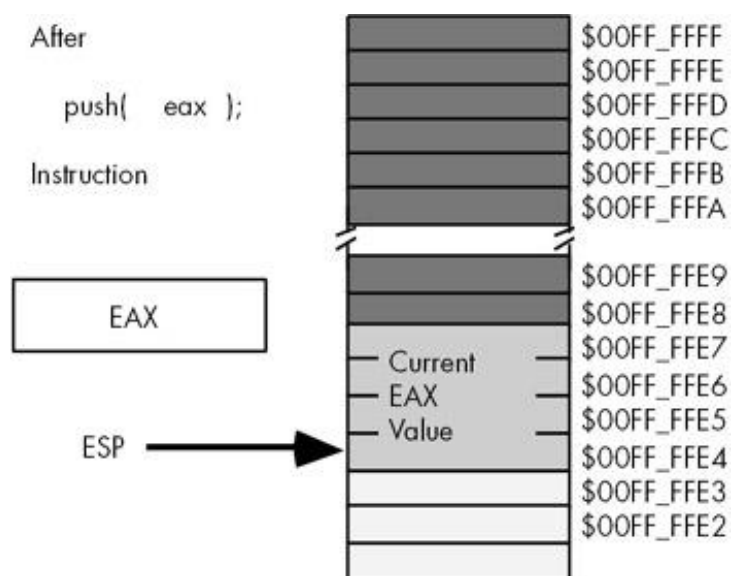 After
push( eax );
Instruction
EAX
ESP
Current
EAX
Value
$00FF_FFFF
$00FF_FFFE
$00FF_FFFD
$00FF_FFFC
$00FF_FFFB
$00FF_FFFA
$00FF_FFE9
$00FF_FFE8
$00FF_FFE7
$00FF_FFE6
$00FF_FFE5
$00FF_FFE4
$00FF_FFE3
$00FF_FFE2